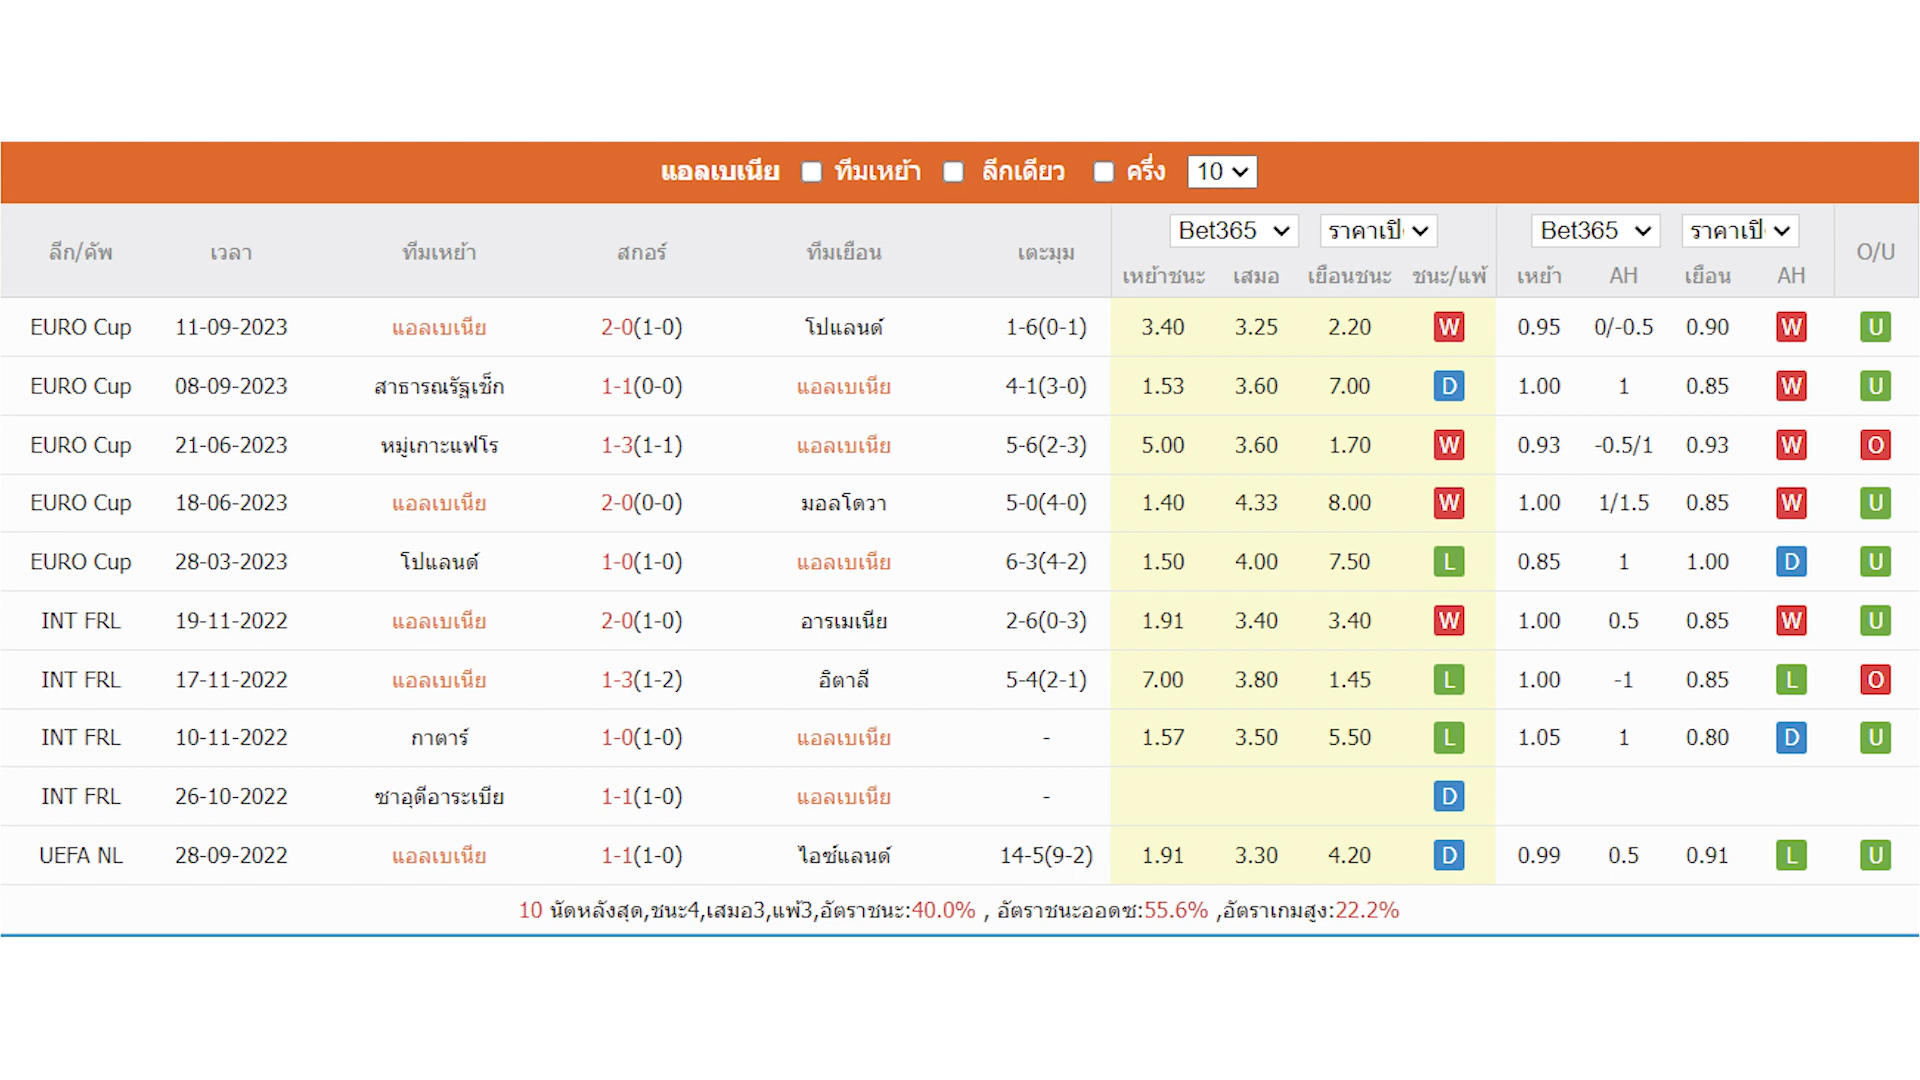 แอลเบเนีย ทีมเหย้า ลีกเดียว ครึ่ง 10
Bet365 ราคาเปิ Bet365 ราคาเปิ
ลีก/คัพ เวลา ทีมเหย้า สกอร์ ทีมเยือน เตะมุม O/U
เหย้าชนะ เสมอ เยือนชนะ ชนะ/แพ้ เหย้า AH เยือน AH
EURO Cup 11-09-2023 แอลเบเนีย 2-0(1-0) โปแลนด์ 1-6(0-1) 3.40 3.25 2.20 W 0.95 0/-0.5 0.90 W U
EURO Cup 08-09-2023 สาธารณรัฐเช็ก 1-1(0-0) แอลเบเนีย 4-1(3-0) 1.53 3.60 7.00 D 1.00 1 0.85 W U
EURO Cup 21-06-2023 หมู่เกาะแฟโร 1-3(1-1) แอลเบเนีย 5-6(2-3) 5.00 3.60 1.70 W 0.93 -0.5/1 0.93 W O
EURO Cup 18-06-2023 แอลเบเนีย 2-0(0-0) มอลโดวา 5-0(4-0) 1.40 4.33 8.00 W 1.00 1/1.5 0.85 W U
EURO Cup 28-03-2023 โปแลนด์ 1-0(1-0) แอลเบเนีย 6-3(4-2) 1.50 4.00 7.50 L 0.85 1 1.00 D U
INT FRL 19-11-2022 แอลเบเนีย 2-0(1-0) อารเมเนีย 2-6(0-3) 1.91 3.40 3.40 W 1.00 0.5 0.85 W U
INT FRL 17-11-2022 แอลเบเนีย 1-3(1-2) อิตาลี 5-4(2-1) 7.00 3.80 1.45 L 1.00 -1 0.85 L O
INT FRL 10-11-2022 กาตาร์ 1-0(1-0) แอลเบเนีย - 1.57 3.50 5.50 L 1.05 1 0.80 D U
INT FRL 26-10-2022 ซาอุดีอาระเบีย 1-1(1-0) แอลเบเนีย - D
UEFA NL 28-09-2022 แอลเบเนีย 1-1(1-0) ไอซ์แลนด์ 14-5(9-2) 1.91 3.30 4.20 D 0.99 0.5 0.91 L U
10 นัดหลังสุด,ชนะ4,เสมอ3,แพ้3,อัตราชนะ:40.0% , อัตราชนะออดซ:55.6% ,อัตราเกมสูง:22.2%